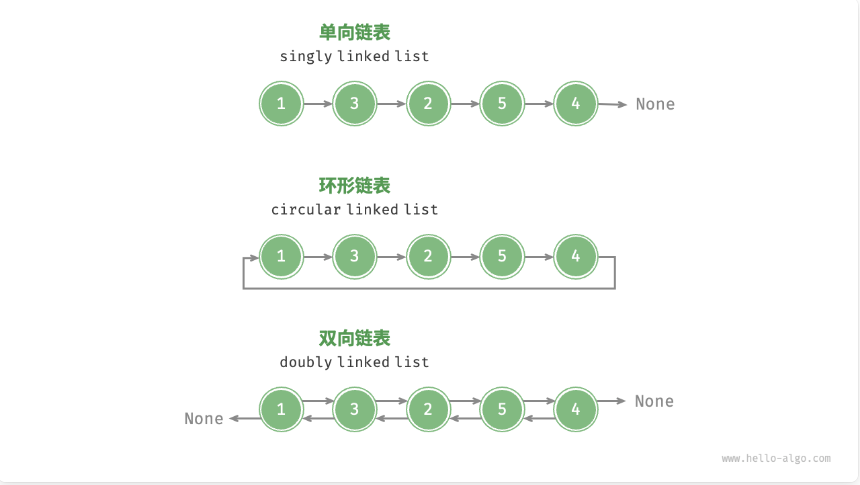 单向链表
singly linked list
1 3 2 5 4 None
环形链表
circular linked list
1 3 2 5 4
双向链表
doubly linked list
None 1 3 2 5 4 None
www.hello-algo.com